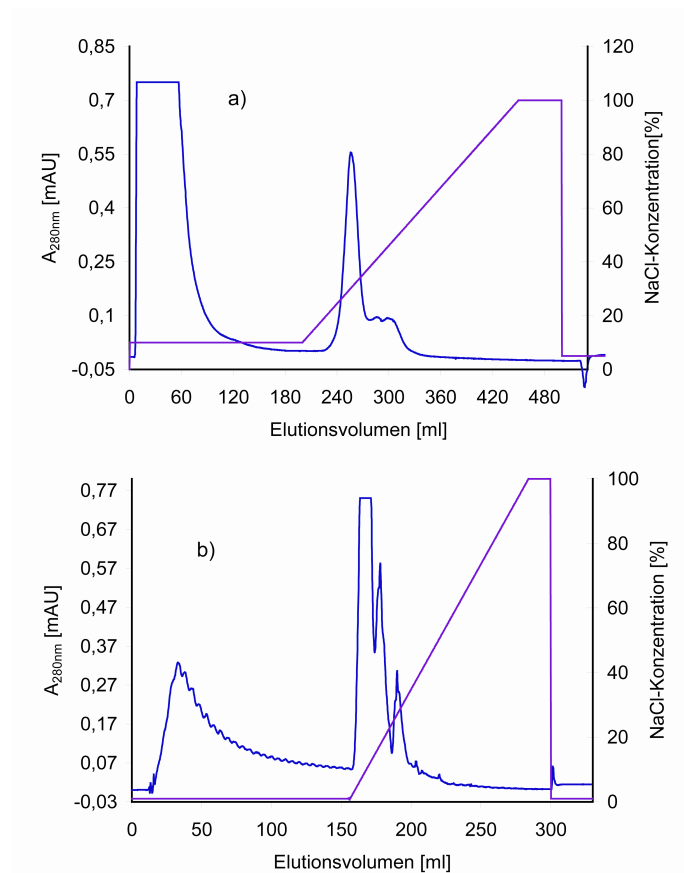 0,85
0,7
0,55
0,4
0,25
0,1
-0,05
A280nm [mAU]
a)
120
100
80
60
40
20
0
NaCl-Konzentration[%]
0 60 120 180 240 300 360 420 480
Elutionsvolumen [ml]
0,77
0,67
0,57
0,47
0,37
0,27
0,17
0,07
-0,03
A280nm [mAU]
b)
100
80
60
40
20
0
NaCl-Konzentration [%]
0 50 100 150 200 250 300
Elutionsvolumen [ml]